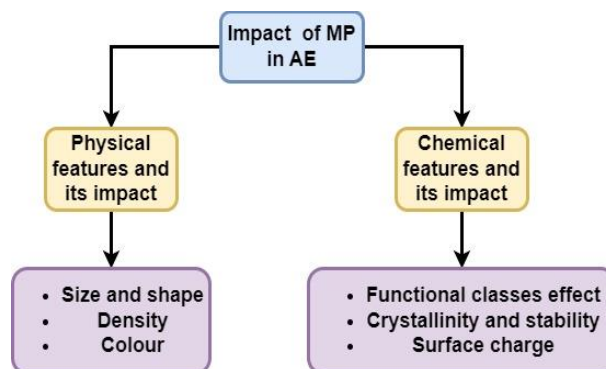 Impact of MP
in AE
Physical
features and
its impact
Chemical
features and
its impact
• Size and shape
• Density
• Colour
• Functional classes effect
• Crystallinity and stability
• Surface charge